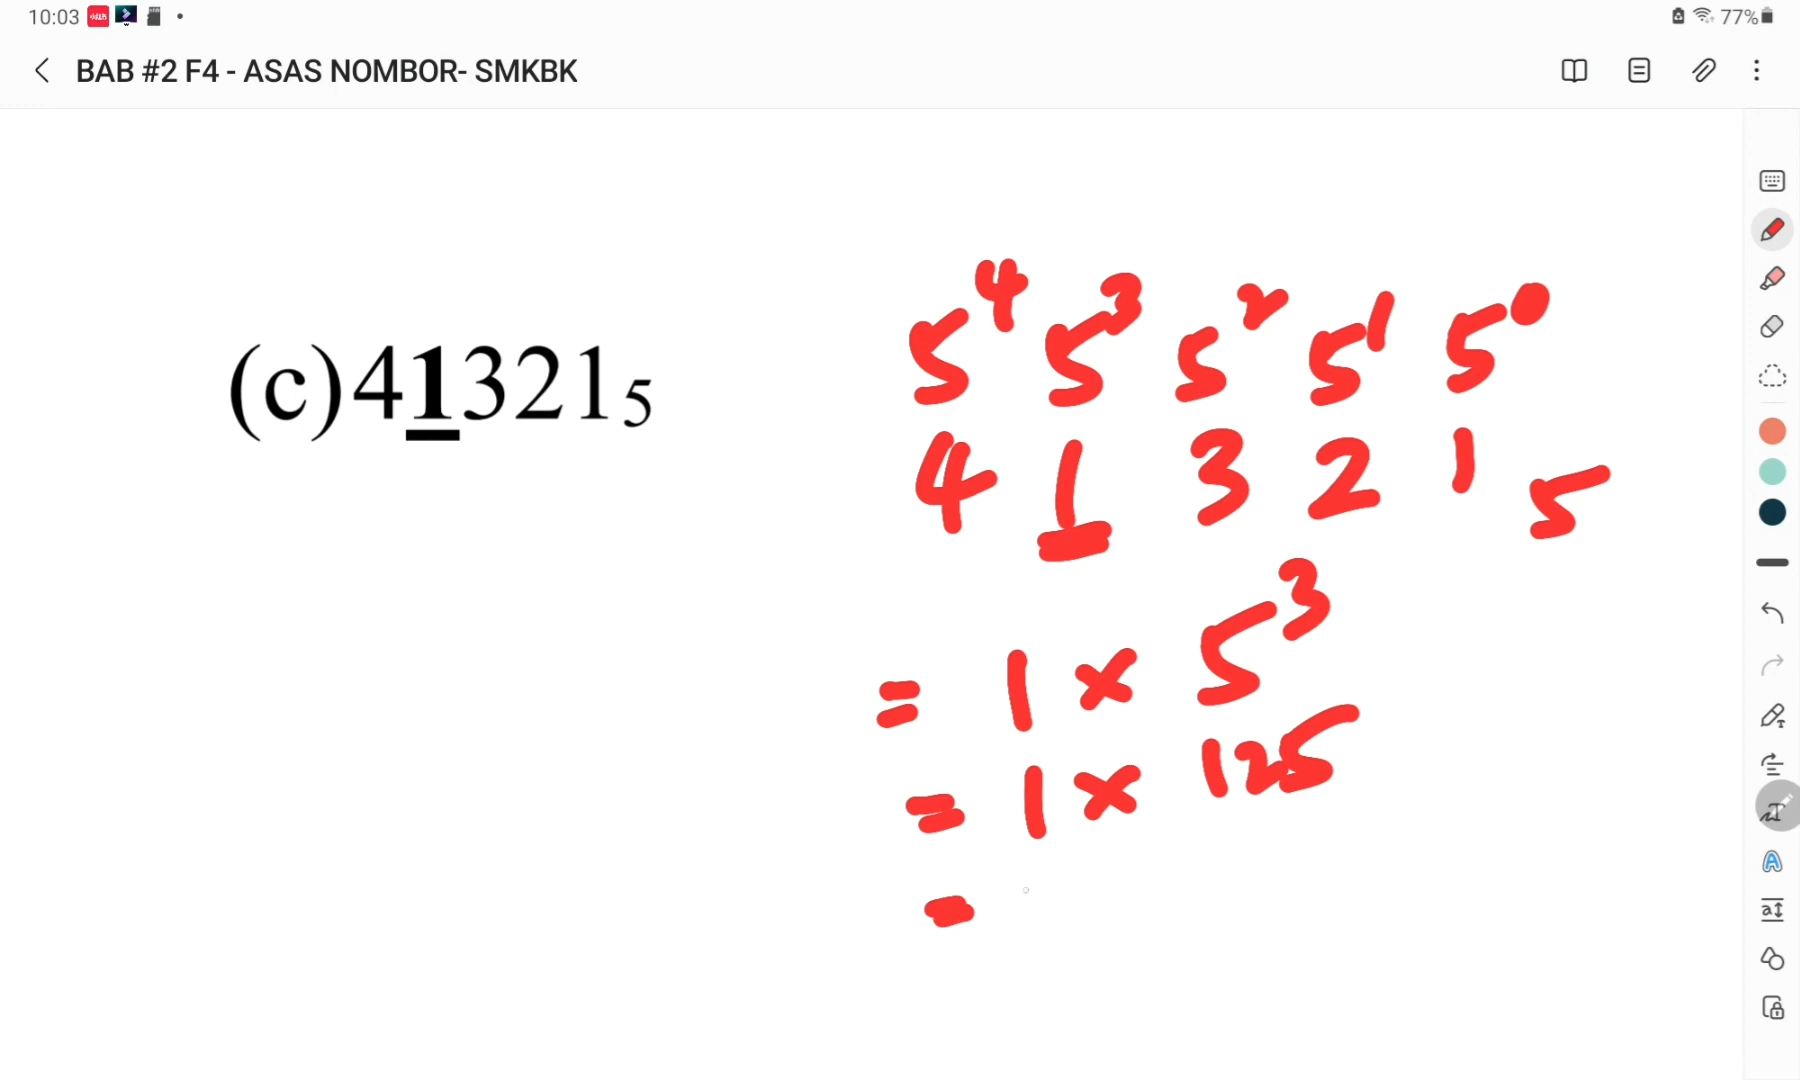 10:03 77%
BAB #2 F4 - ASAS NOMBOR- SMKBK
(c) 41321₅
5⁴ 5³ 5² 5¹ 5⁰
4 1 3 2 1 ₅
= 1 × 5³
= 1 × 125
=